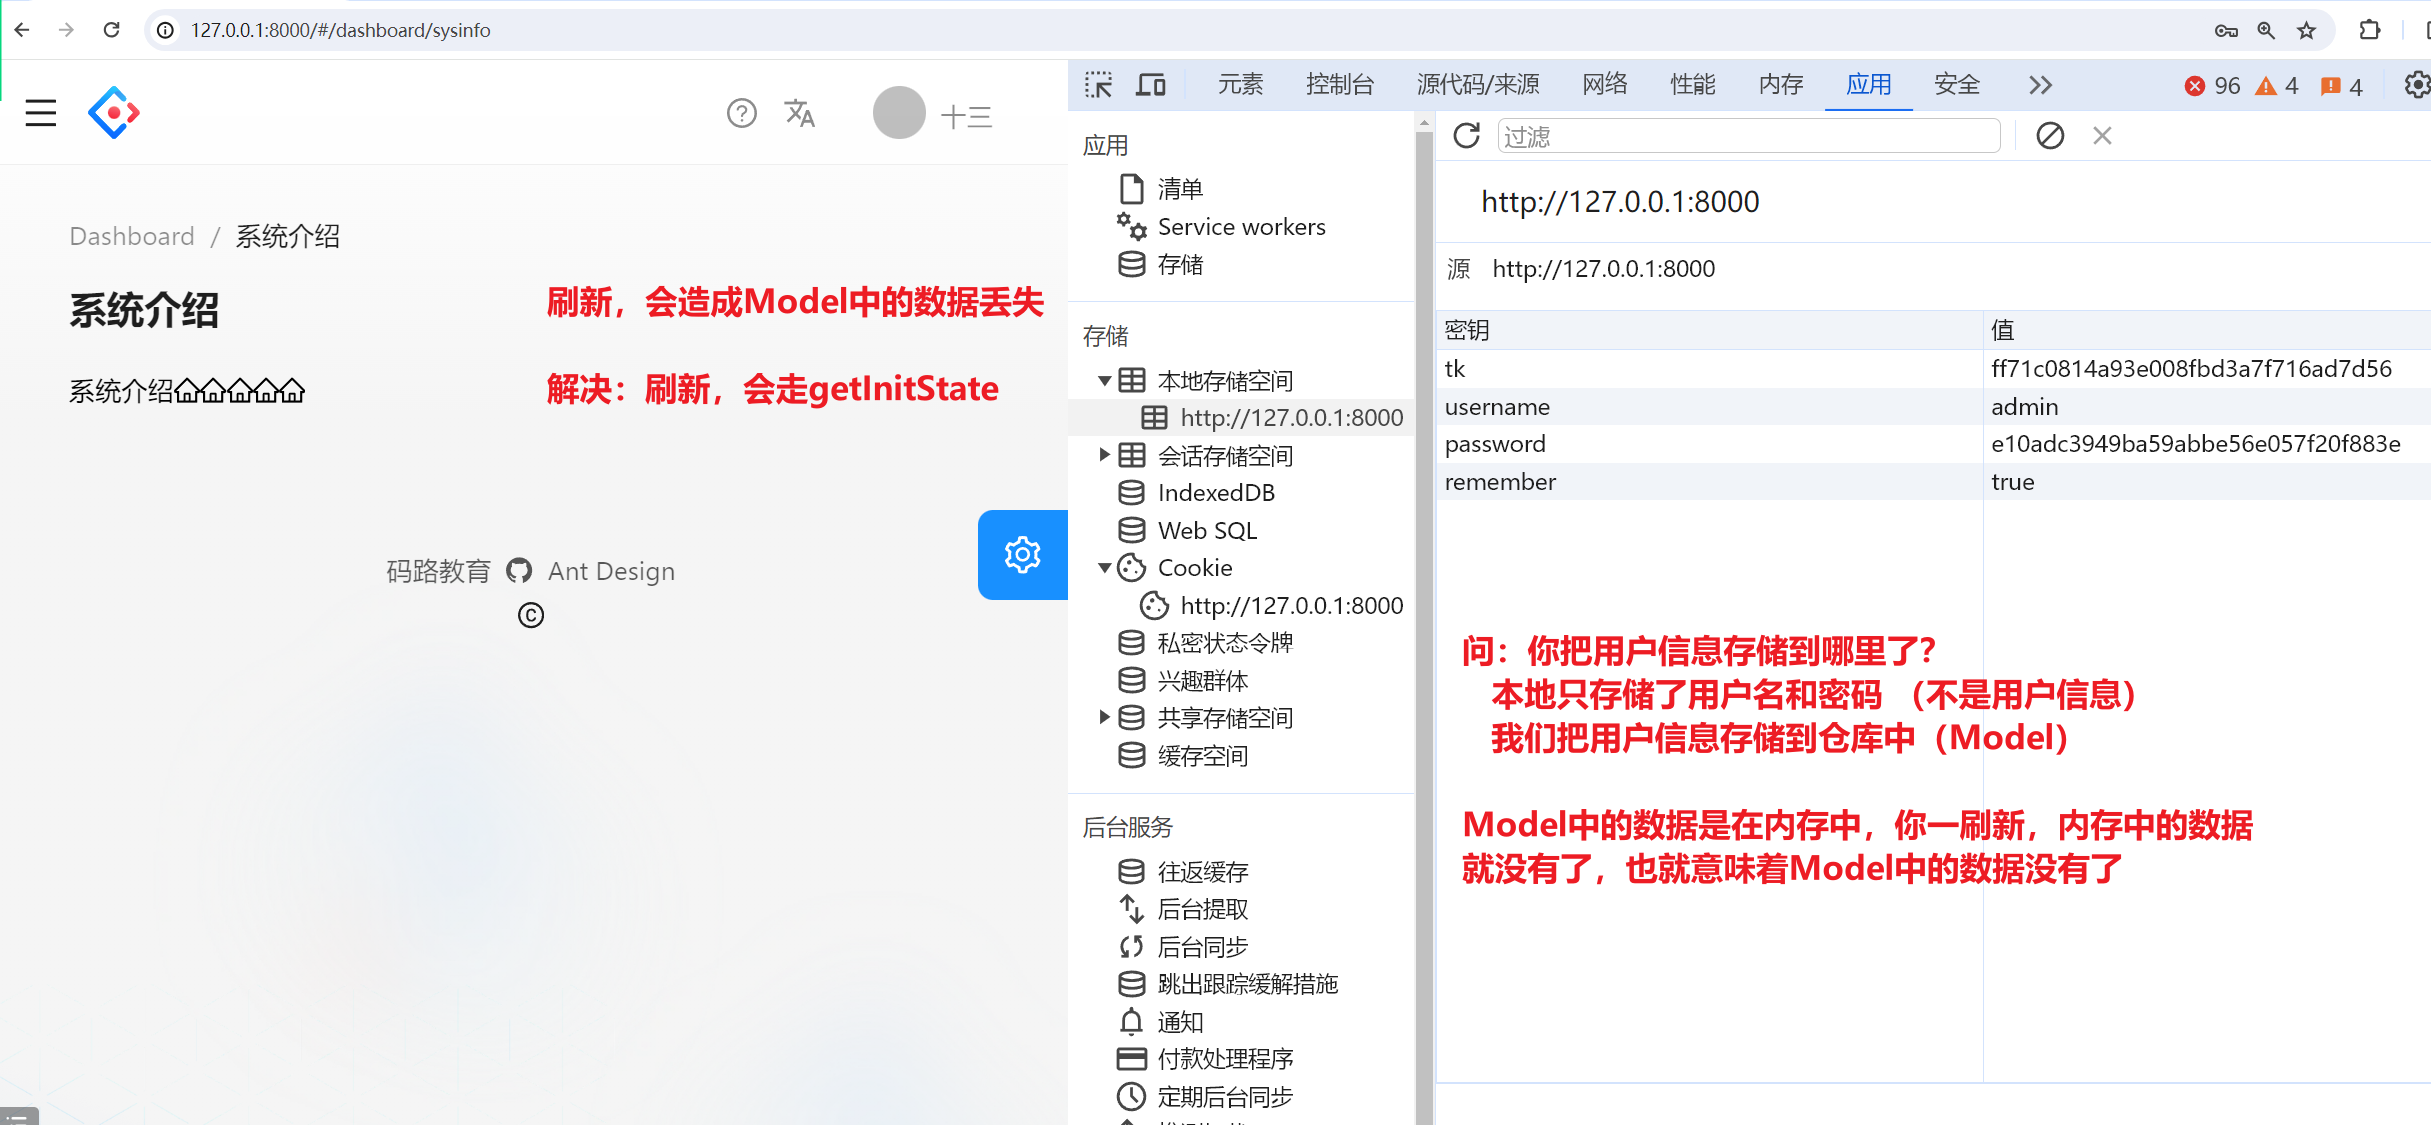 127.0.0.1:8000/#/dashboard/sysinfo
十三
Dashboard / 系统介绍
系统介绍
系统介绍
刷新，会造成Model中的数据丢失
解决：刷新，会走getInitState
码路教育 Ant Design
©
元素 控制台 源代码/来源 网络 性能 内存 应用 安全 96 4 4
应用
清单
Service workers
存储
存储
本地存储空间
http://127.0.0.1:8000
会话存储空间
IndexedDB
Web SQL
Cookie
http://127.0.0.1:8000
私密状态令牌
兴趣群体
共享存储空间
缓存空间
后台服务
往返缓存
后台提取
后台同步
跳出跟踪缓解措施
通知
付款处理程序
定期后台同步
过滤
http://127.0.0.1:8000
源 http://127.0.0.1:8000
密钥 值
tk ff71c0814a93e008fbd3a7f716ad7d56
username admin
password e10adc3949ba59abbe56e057f20f883e
remember true
问：你把用户信息存储到哪里了？
本地只存储了用户名和密码 （不是用户信息）
我们把用户信息存储到仓库中（Model）
Model中的数据是在内存中，你一刷新，内存中的数据
就没有了，也就意味着Model中的数据没有了